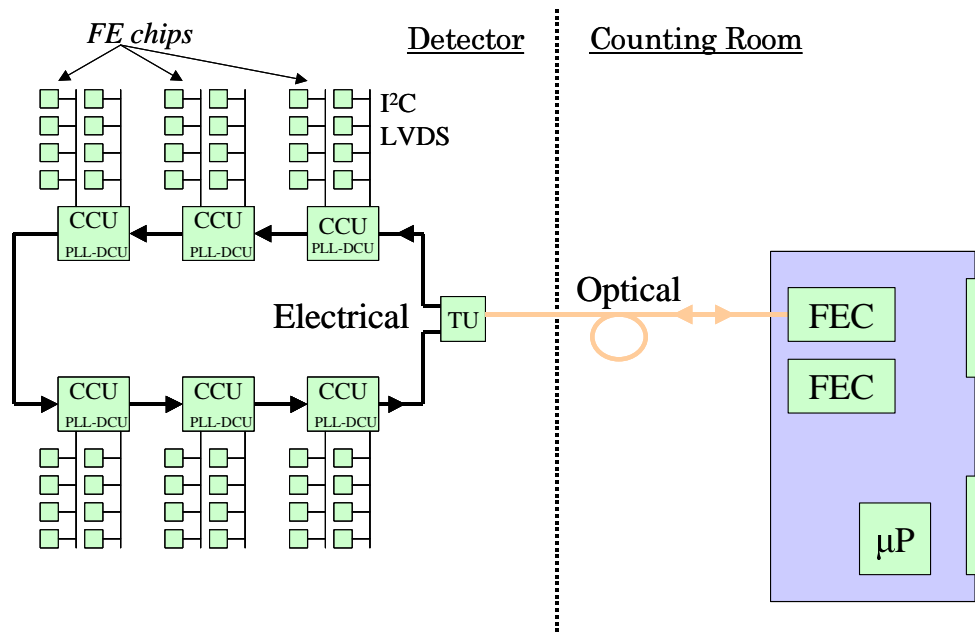 FE chips
Detector
Counting Room
I²C
LVDS
CCU
PLL-DCU
CCU
PLL-DCU
CCU
PLL-DCU
Electrical
TU
Optical
FEC
FEC
CCU
PLL-DCU
CCU
PLL-DCU
CCU
PLL-DCU
µP